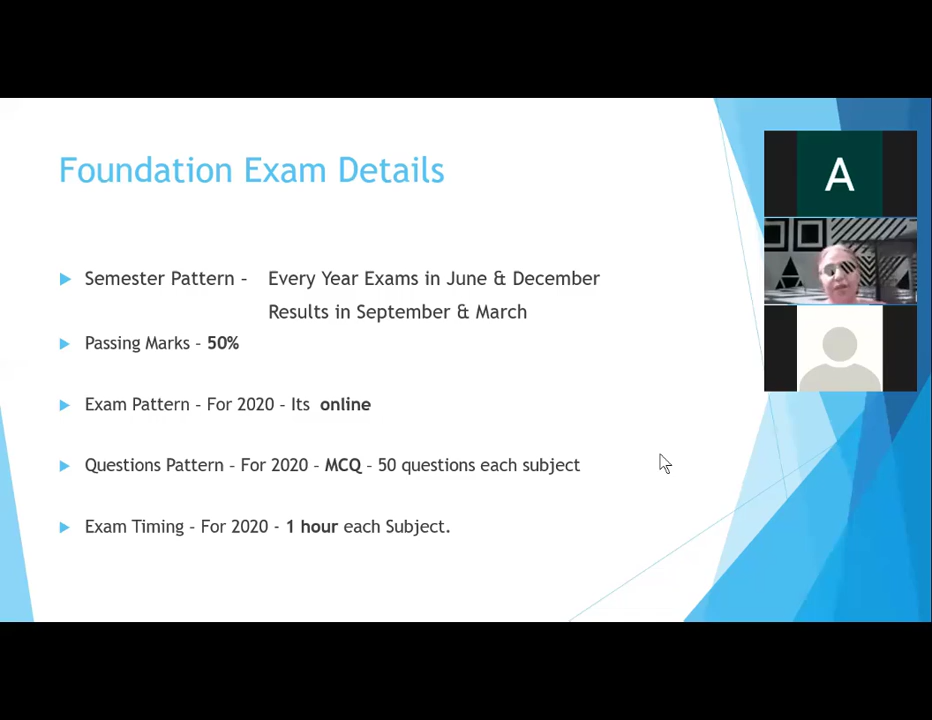 Foundation Exam Details
A
Semester Pattern – Every Year Exams in June & December
Results in September & March
Passing Marks – 50%
Exam Pattern – For 2020 – Its online
Questions Pattern – For 2020 – MCQ – 50 questions each subject
Exam Timing – For 2020 - 1 hour each Subject.